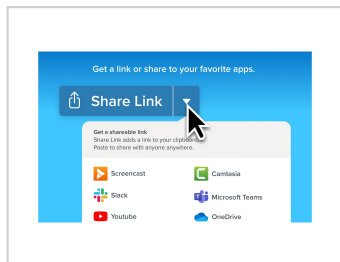 Get a link or share to your favorite apps.
Share Link
Get a shareable link
Share Link adds a link to your clipboard.
Paste to share with anyone anywhere.
Screencast
Camtasia
Slack
Microsoft Teams
Youtube
OneDrive